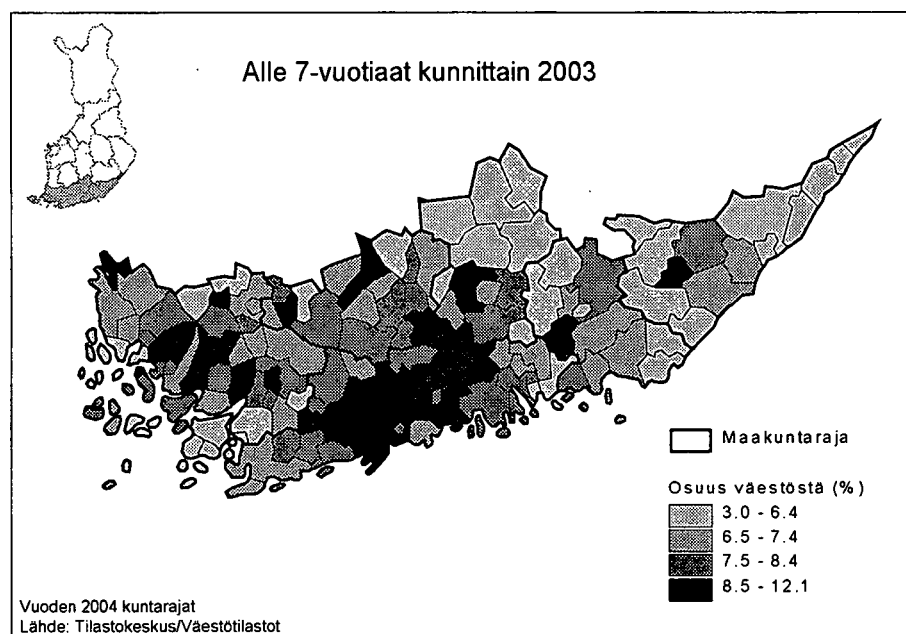 Alle 7-vuotiaat kunnittain 2003
Maakuntaraja
Osuus väestöstä (%)
3.0 - 6.4
6.5 - 7.4
7.5 - 8.4
8.5 - 12.1
Vuoden 2004 kuntarajat
Lähde: Tilastokeskus/Väestötilastot